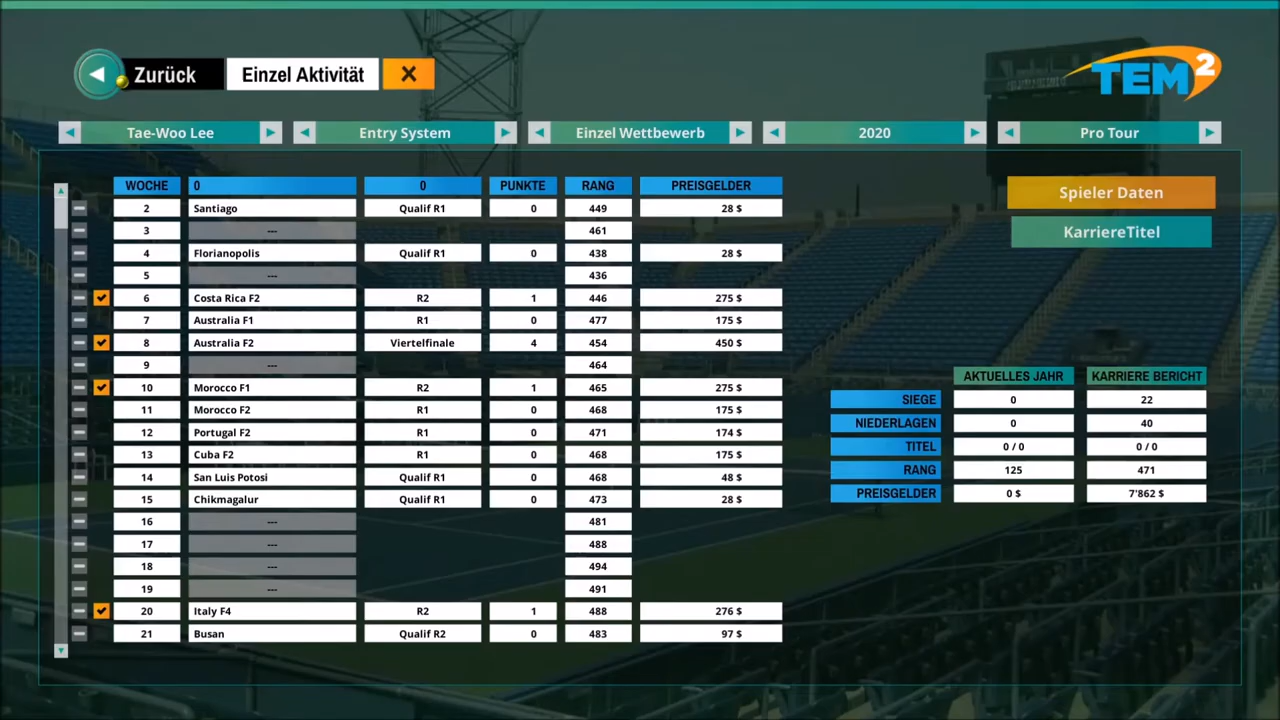 Zurück Einzel Aktivität
TEM2
Tae-Woo Lee Entry System Einzel Wettbewerb 2020 Pro Tour
WOCHE 0 0 PUNKTE RANG PREISGELDER
2 Santiago Qualif R1 0 449 28 $
3 --- 461
4 Florianopolis Qualif R1 0 438 28 $
5 --- 436
6 Costa Rica F2 R2 1 446 275 $
7 Australia F1 R1 0 477 175 $
8 Australia F2 Viertelfinale 4 454 450 $
9 --- 464
10 Morocco F1 R2 1 465 275 $
11 Morocco F2 R1 0 468 175 $
12 Portugal F2 R1 0 471 174 $
13 Cuba F2 R1 0 468 175 $
14 San Luis Potosi Qualif R1 0 468 48 $
15 Chikmagalur Qualif R1 0 473 28 $
16 --- 481
17 --- 488
18 --- 494
19 --- 491
20 Italy F4 R2 1 488 276 $
21 Busan Qualif R2 0 483 97 $
Spieler Daten
KarriereTitel
AKTUELLES JAHR KARRIERE BERICHT
SIEGE 0 22
NIEDERLAGEN 0 40
TITEL 0 / 0 0 / 0
RANG 125 471
PREISGELDER 0 $ 7'862 $